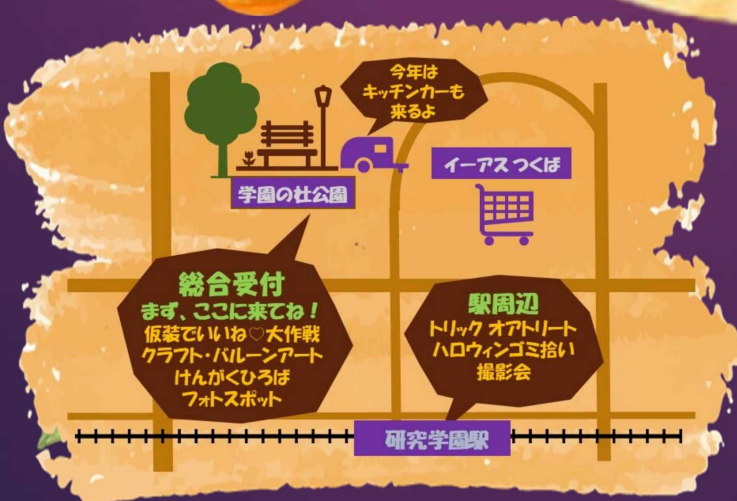 今年は
キッチンカーも
来るよ
イーアス つくば
学園の杜公園
総合受付
まず、ここに来てね！
仮装でいいね♡大作戦
クラフト・バルーンアート
けんがくひろば
フォトスポット
駅周辺
トリック オアトリート
ハロウィンゴミ拾い
撮影会
研究学園駅